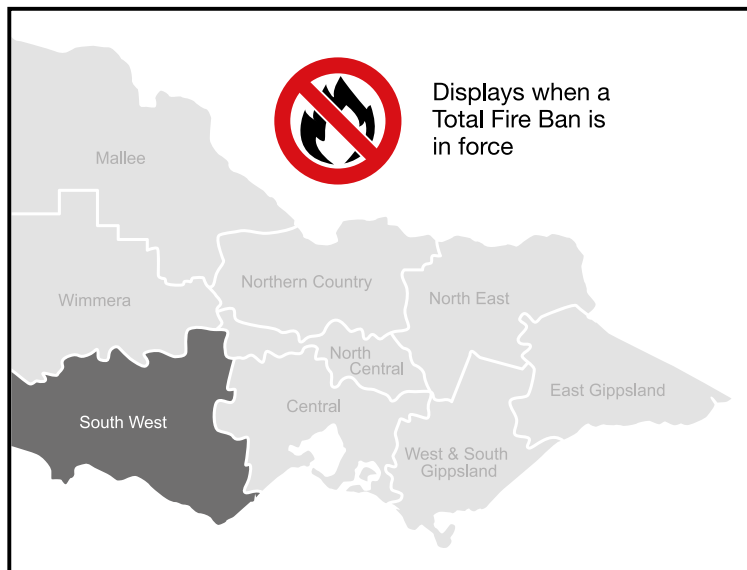 Displays when a
Total Fire Ban is
in force
Mallee
Wimmera
Northern Country
North East
North
Central
East Gippsland
Central
South West
West & South
Gippsland